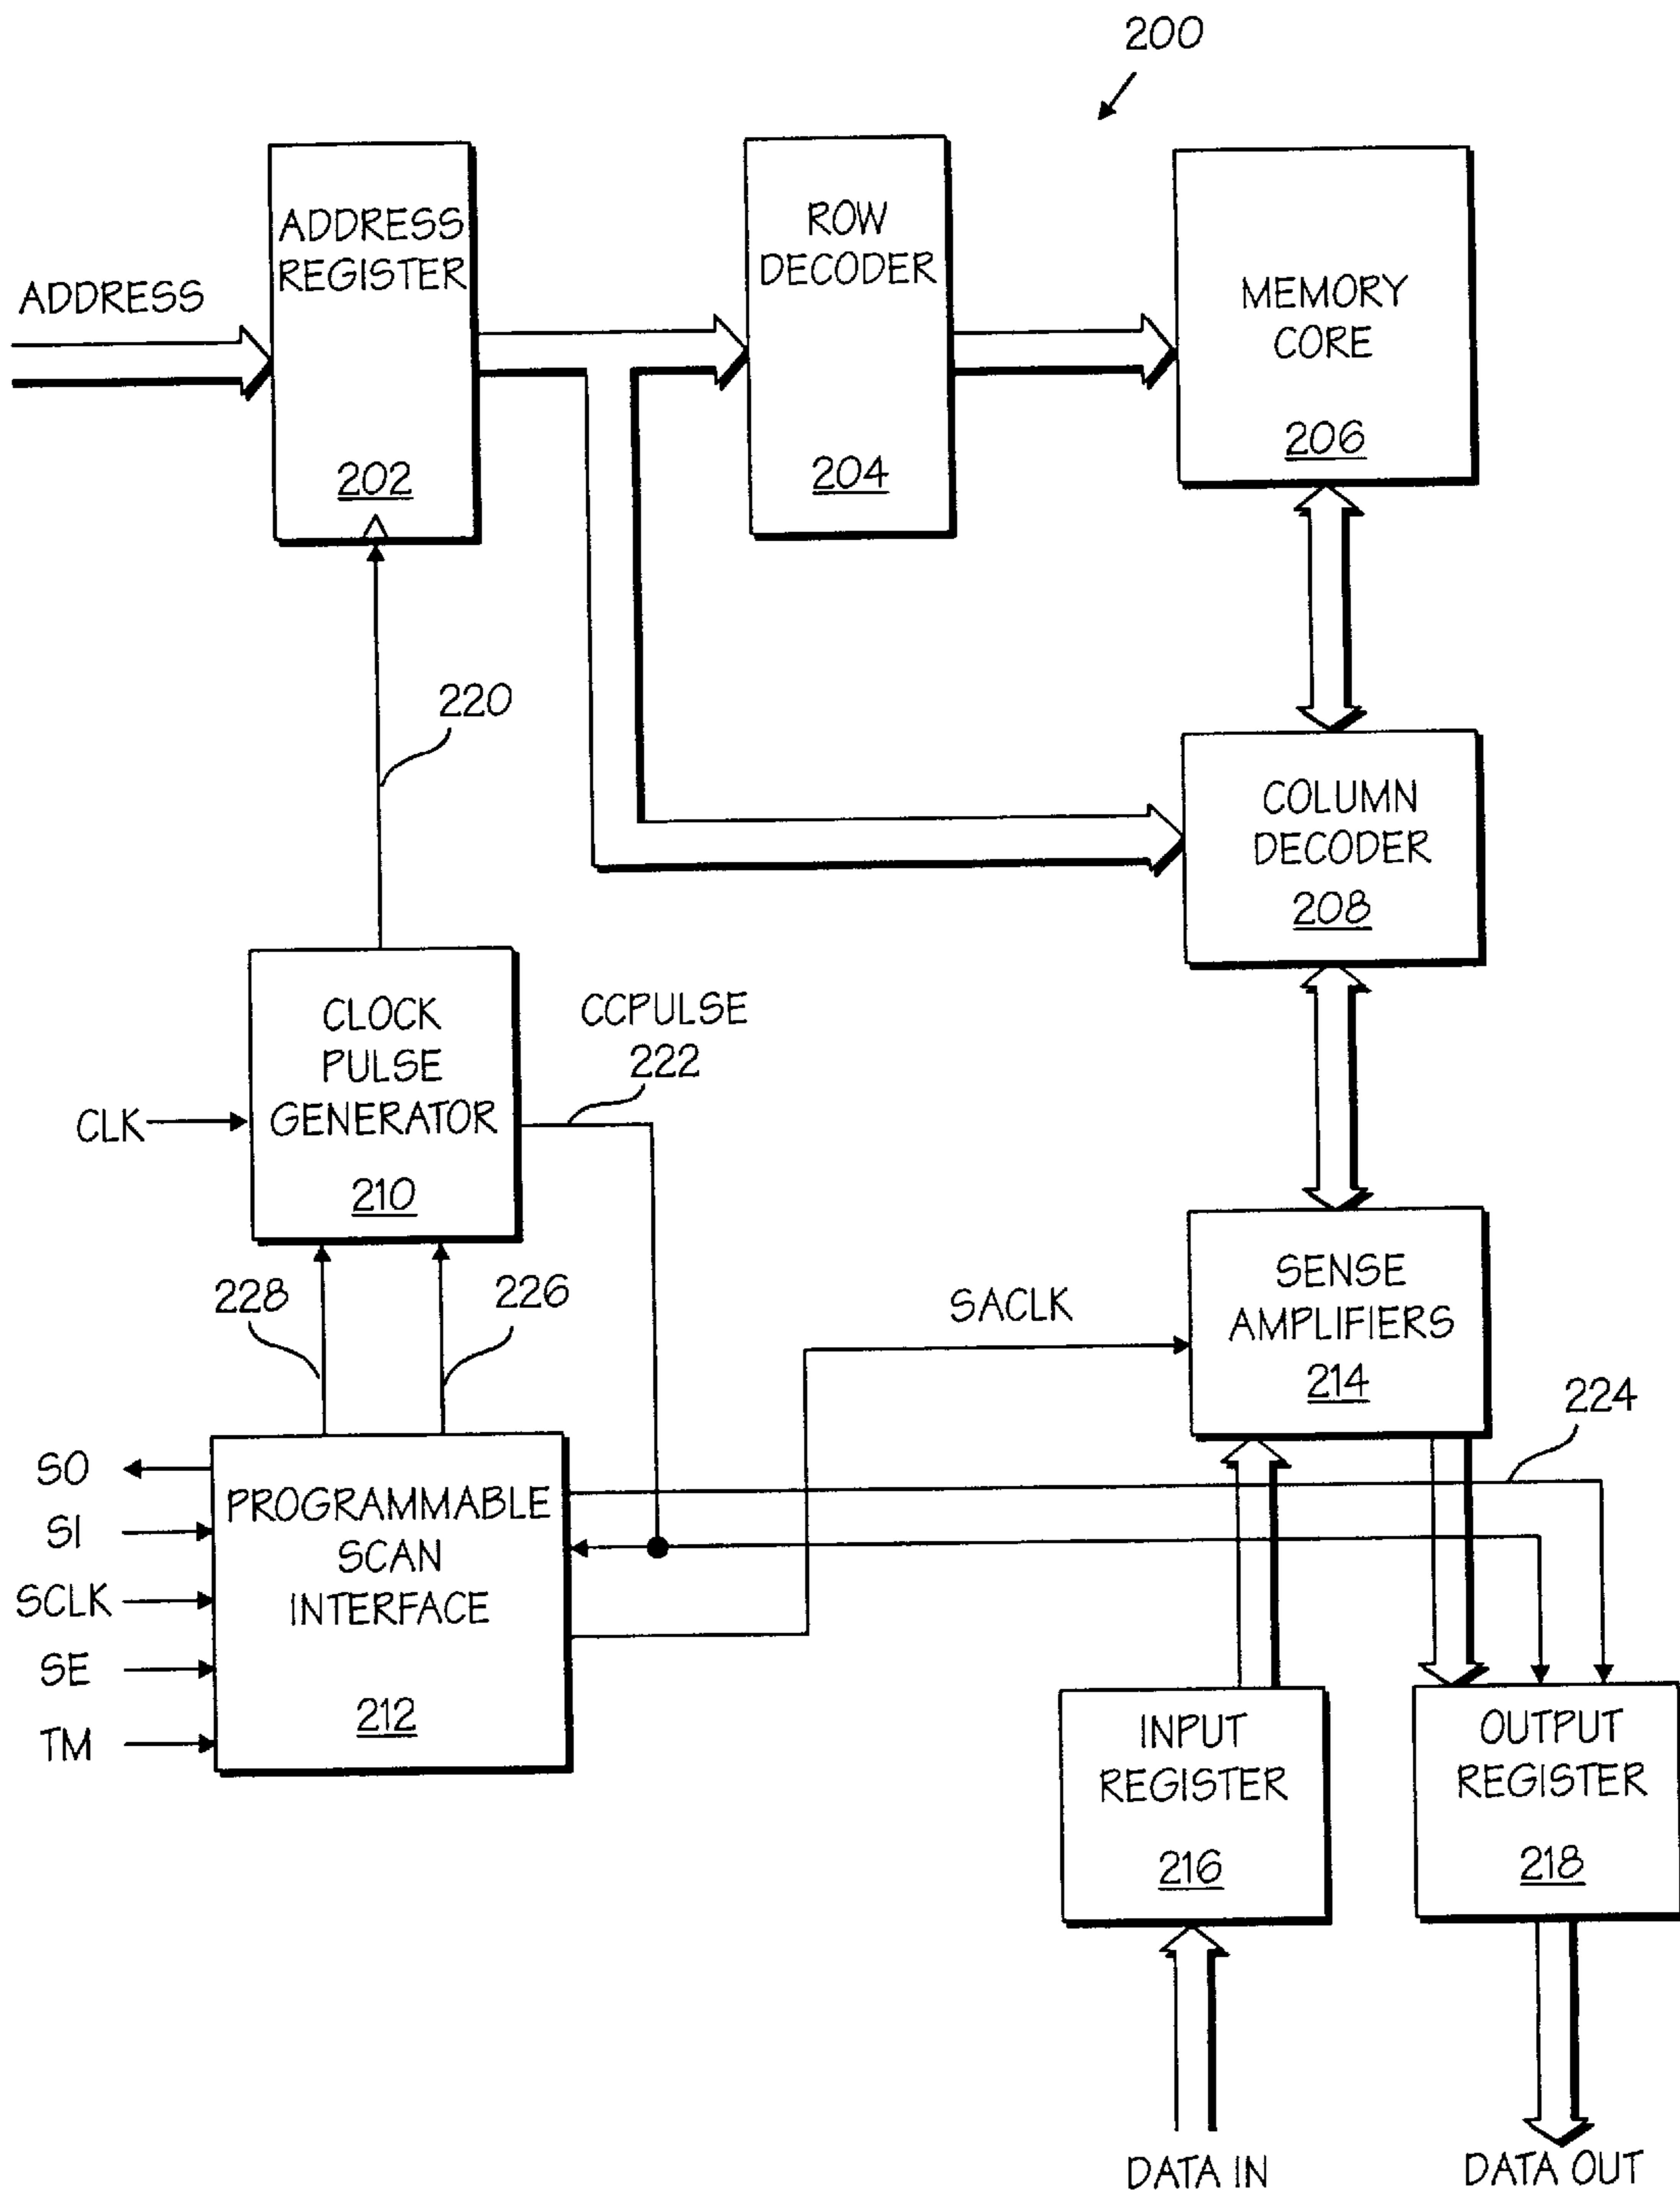 200
ADDRESS
ADDRESS
REGISTER
202
ROW
DECODER
204
MEMORY
CORE
206
220
COLUMN
DECODER
208
CLOCK
PULSE
GENERATOR
210
CLK
CCPULSE
222
228
226
SACLK
SENSE
AMPLIFIERS
214
224
SO
SI
SCLK
SE
TM
PROGRAMMABLE
SCAN
INTERFACE
212
INPUT
REGISTER
216
OUTPUT
REGISTER
218
DATA IN
DATA OUT